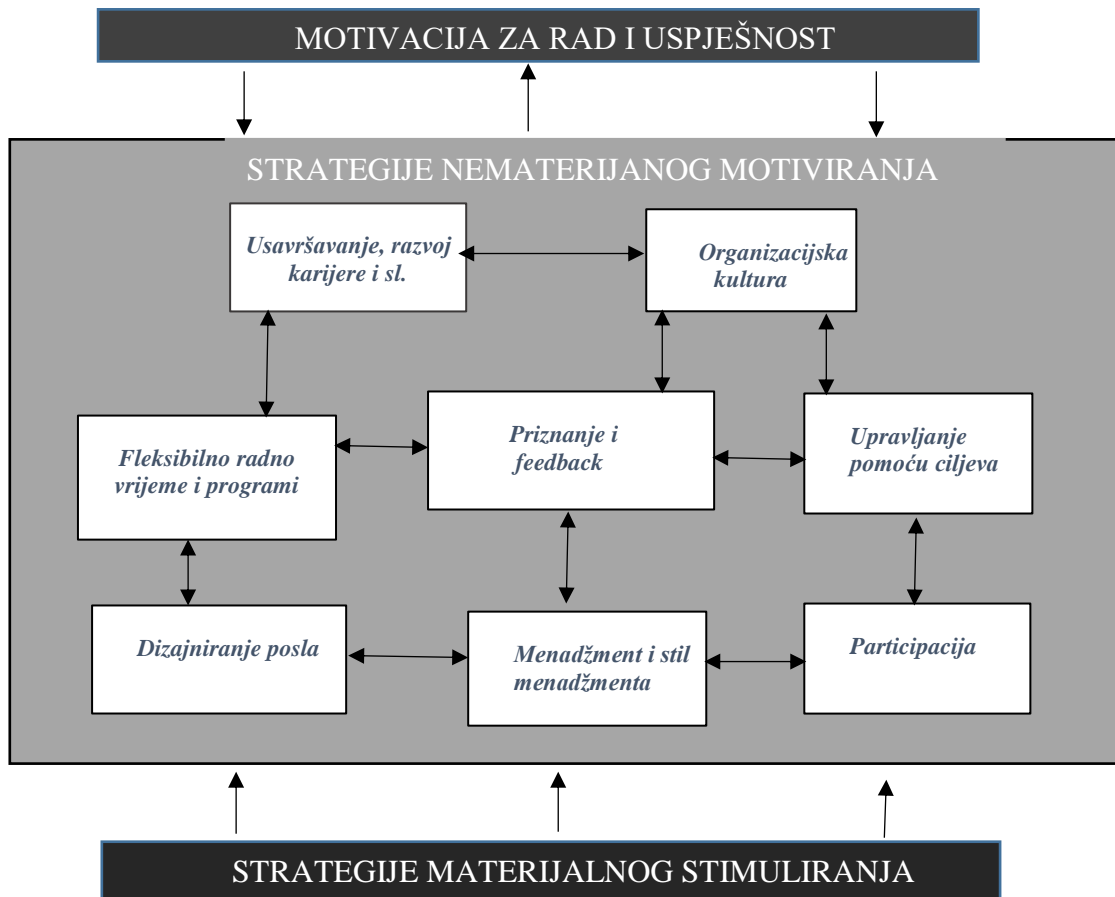 MOTIVACIJA ZA RAD I USPJEŠNOST
STRATEGIJE NEMATERIJANOG MOTIVIRANJA
Usavršavanje, razvoj
karijere i sl.
Organizacijska
kultura
Fleksibilno radno
vrijeme i programi
Priznanje i
feedback
Upravljanje
pomoću ciljeva
Dizajniranje posla
Menadžment i stil
menadžmenta
Participacija
STRATEGIJE MATERIJALNOG STIMULIRANJA